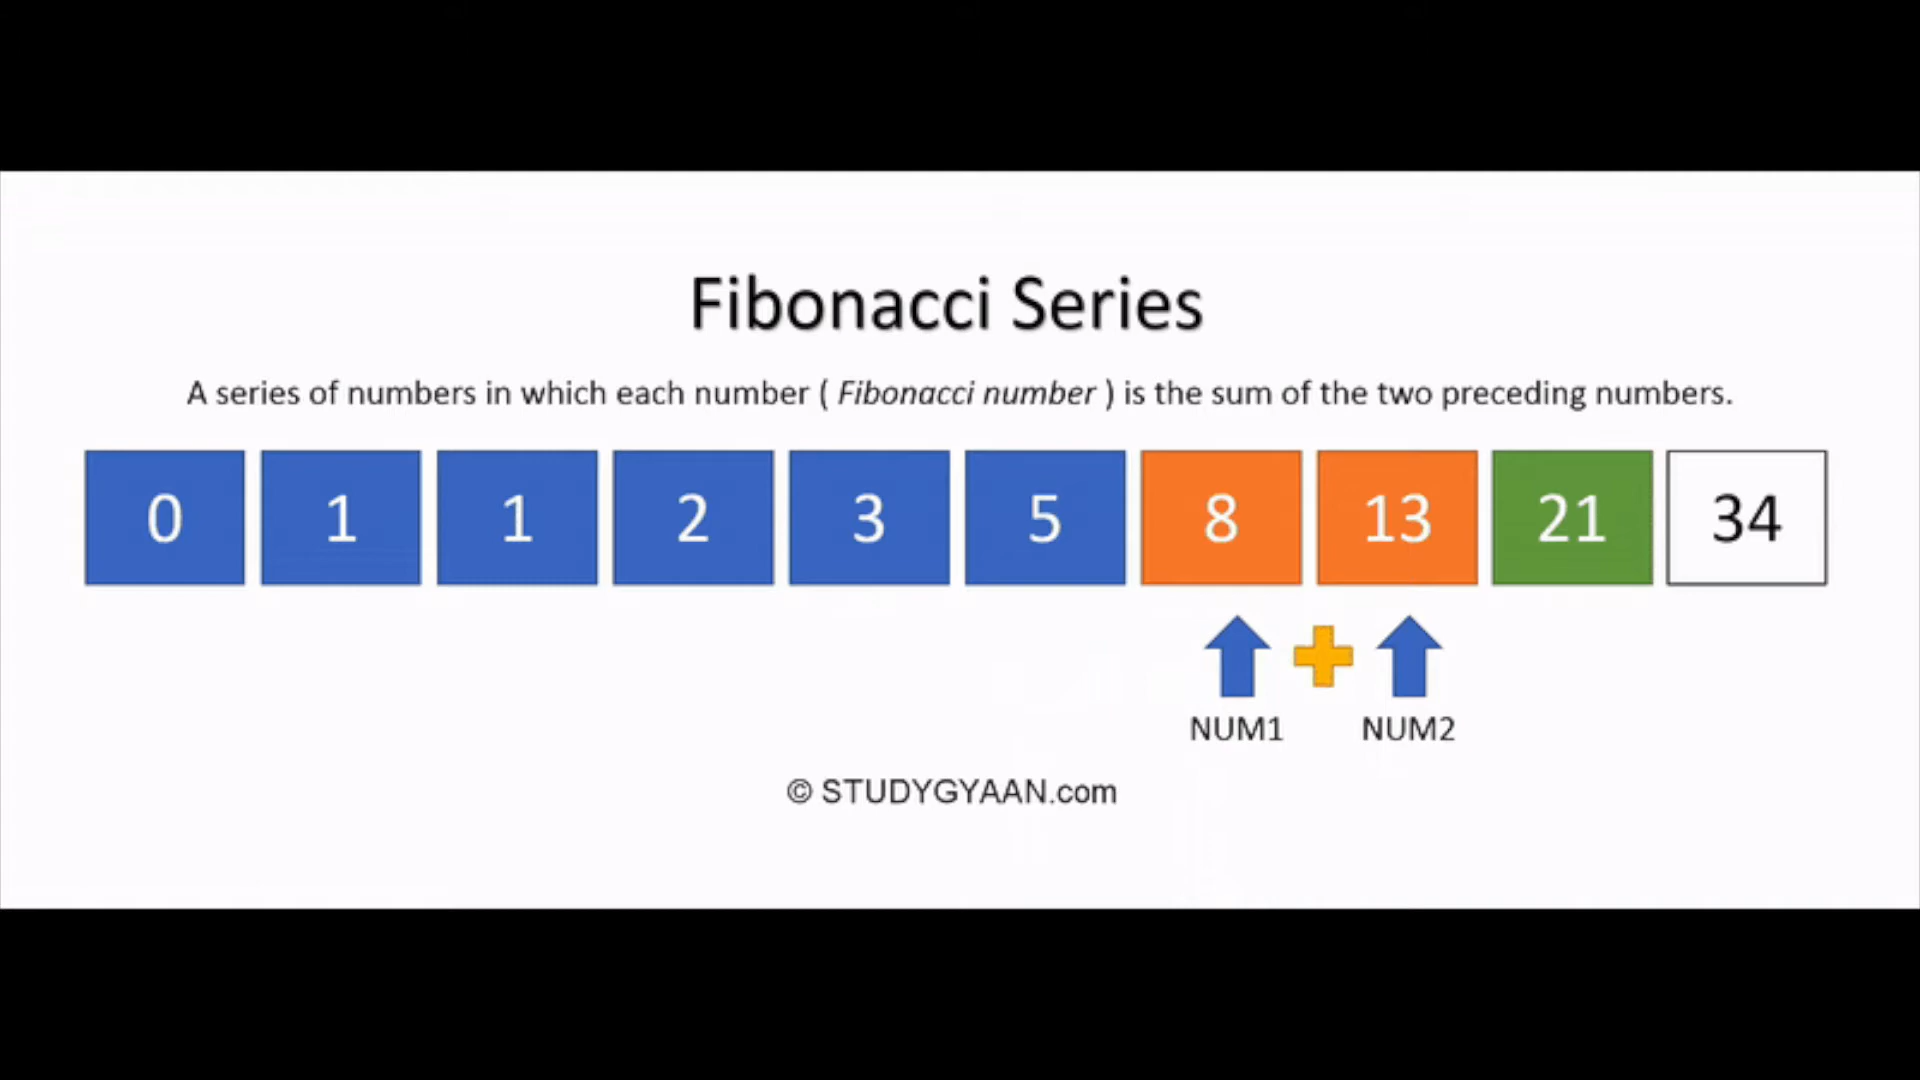 Fibonacci Series
A series of numbers in which each number ( Fibonacci number ) is the sum of the two preceding numbers.
0 1 1 2 3 5 8 13 21 34
NUM1 NUM2
© STUDYGYAAN.com